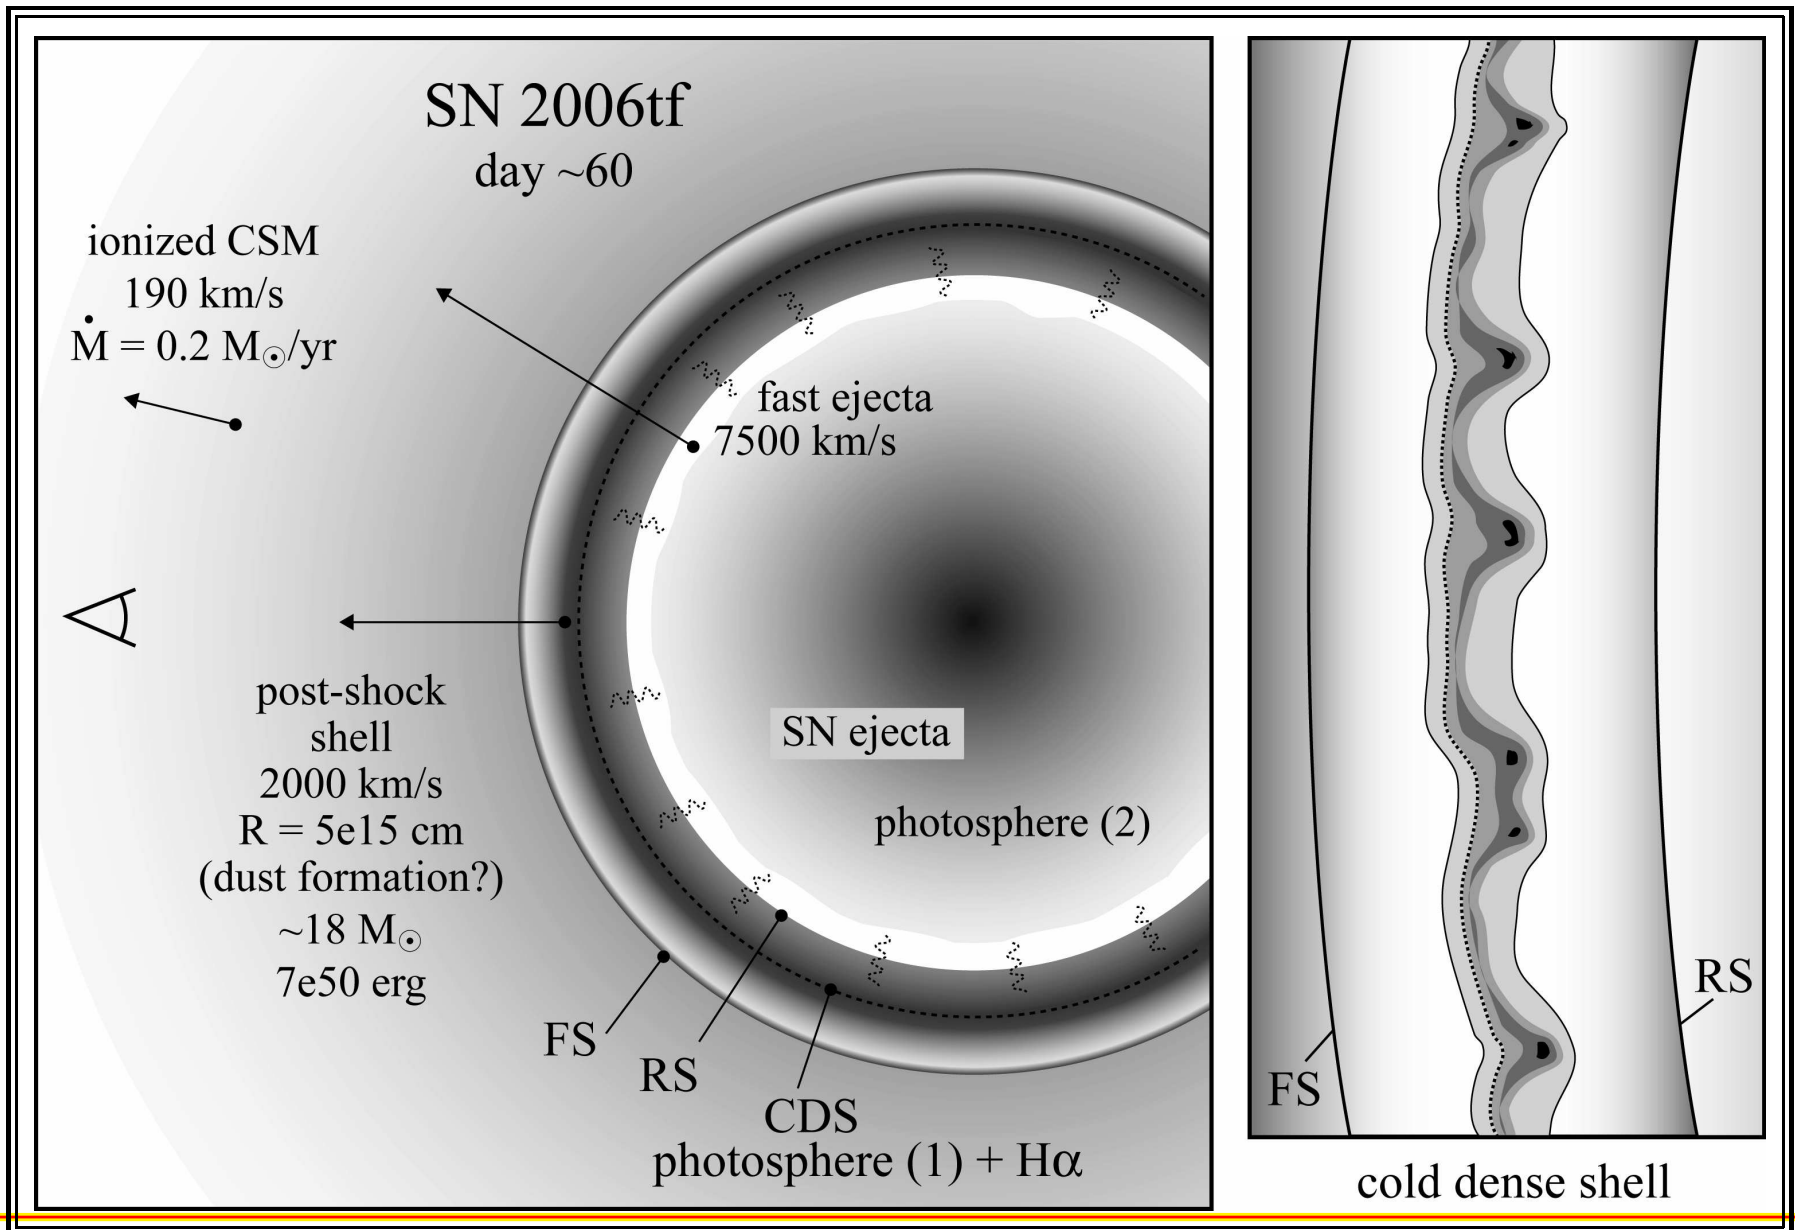 SN 2006tf
day ~60
ionized CSM
190 km/s
Ṁ = 0.2 M☉/yr
fast ejecta
7500 km/s
post-shock
shell
2000 km/s
R = 5e15 cm
(dust formation?)
~18 M☉
7e50 erg
SN ejecta
photosphere (2)
FS
RS
CDS
photosphere (1) + Hα
RS
FS
cold dense shell